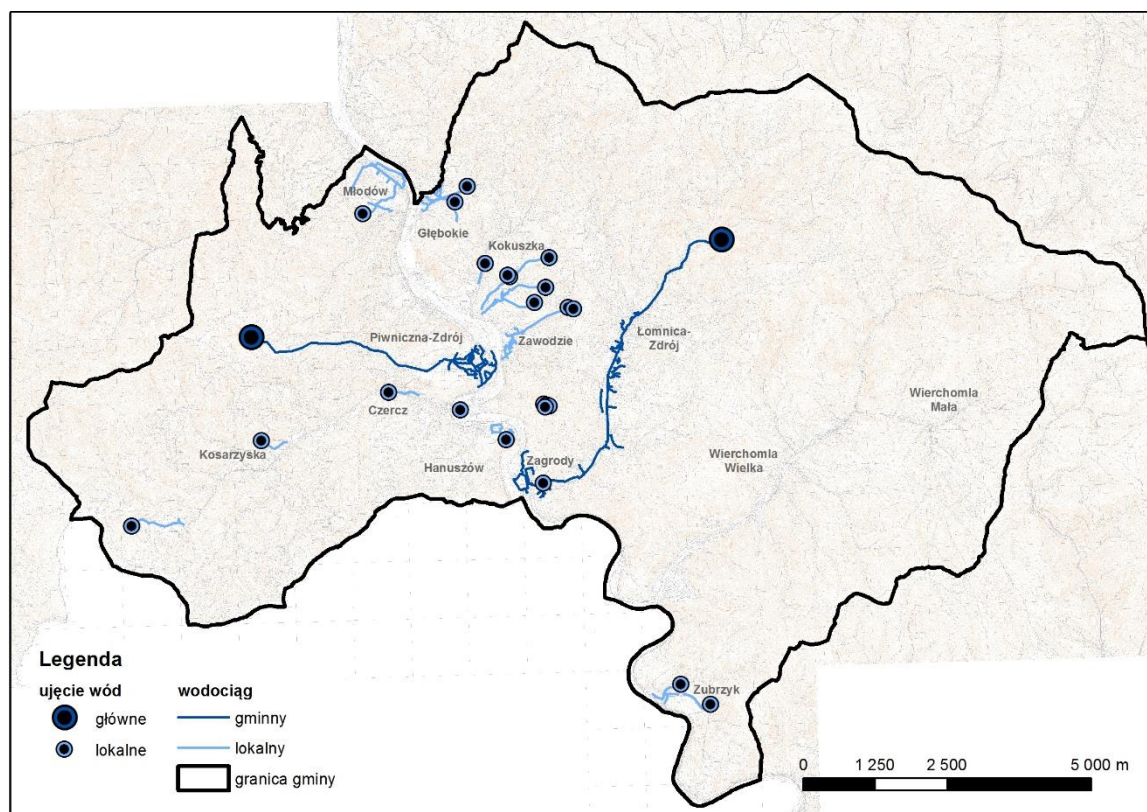 Młodów
Głębokie
Kokuszka
Piwniczna-Zdrój
Zawodzie
Łomnica-
Zdrój
Czercz
Wierchomla
Mała
Kosarzyska
Hanuszów
Zagrody
Wierchomla
Wielka
Zubrzyk
Legenda
ujęcie wód
wodociąg
główne
gminny
lokalne
lokalny
granica gminy
0 1 250 2 500 5 000 m